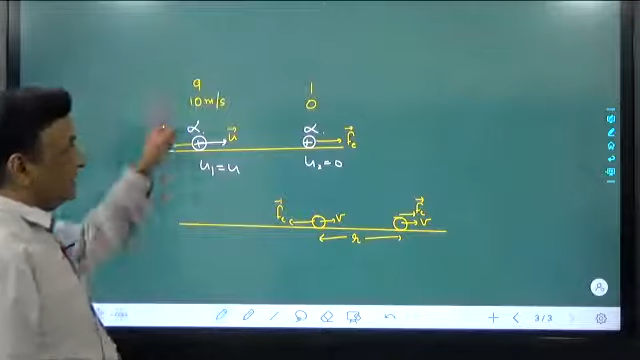 9 1
10 m/s 0
α α
+ u⃗ + F⃗e
u₁ = u u₂ = 0
F⃗e v F⃗e v
r
3/3